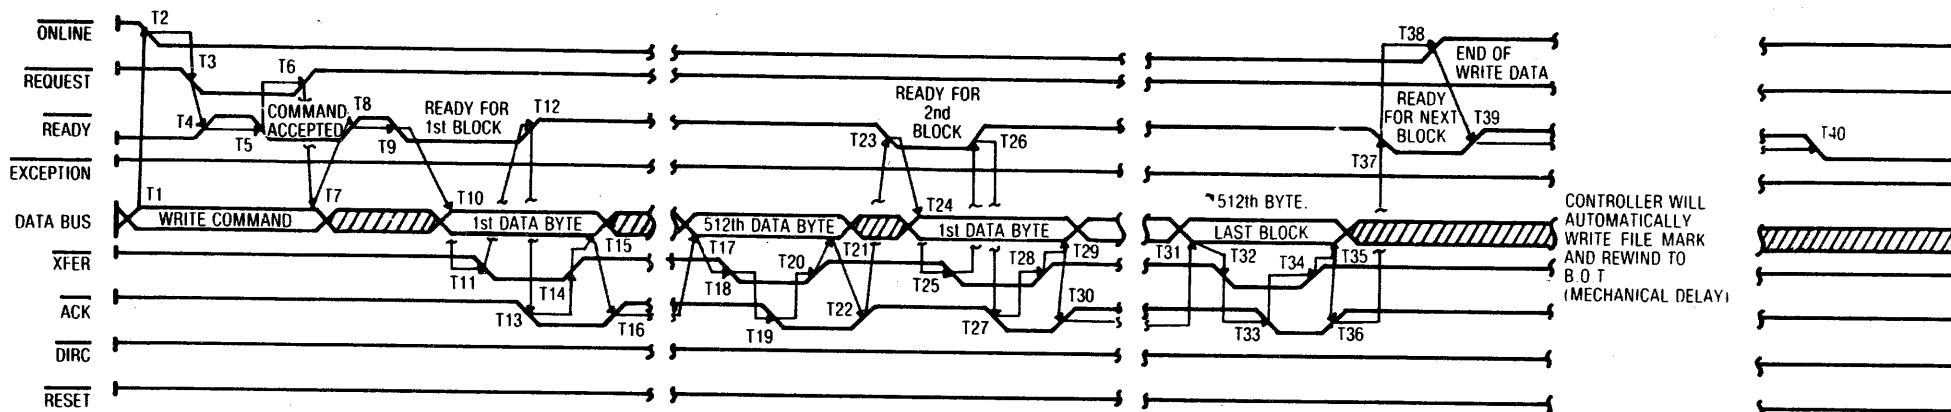 ONLINE
REQUEST
READY
EXCEPTION
DATA BUS
XFER
ACK
DIRC
RESET
T2
T3
T6
T4
T5
COMMAND
ACCEPTED
T8
T9
READY FOR
1st BLOCK
T12
T1
WRITE COMMAND
T7
T10
1st DATA BYTE
T15
T11
T14
T13
T16
READY FOR
2nd
BLOCK
T23
T26
T24
T17
512th DATA BYTE
T21
1st DATA BYTE
T29
T18
T20
T25
T28
T19
T22
T27
T30
T38
END OF
WRITE DATA
READY
FOR NEXT
BLOCK
T39
T37
T40
512th BYTE.
LAST BLOCK
T31
T32
T34
T35
T33
T36
CONTROLLER WILL
AUTOMATICALLY
WRITE FILE MARK
AND REWIND TO
B.O.T
(MECHANICAL DELAY)